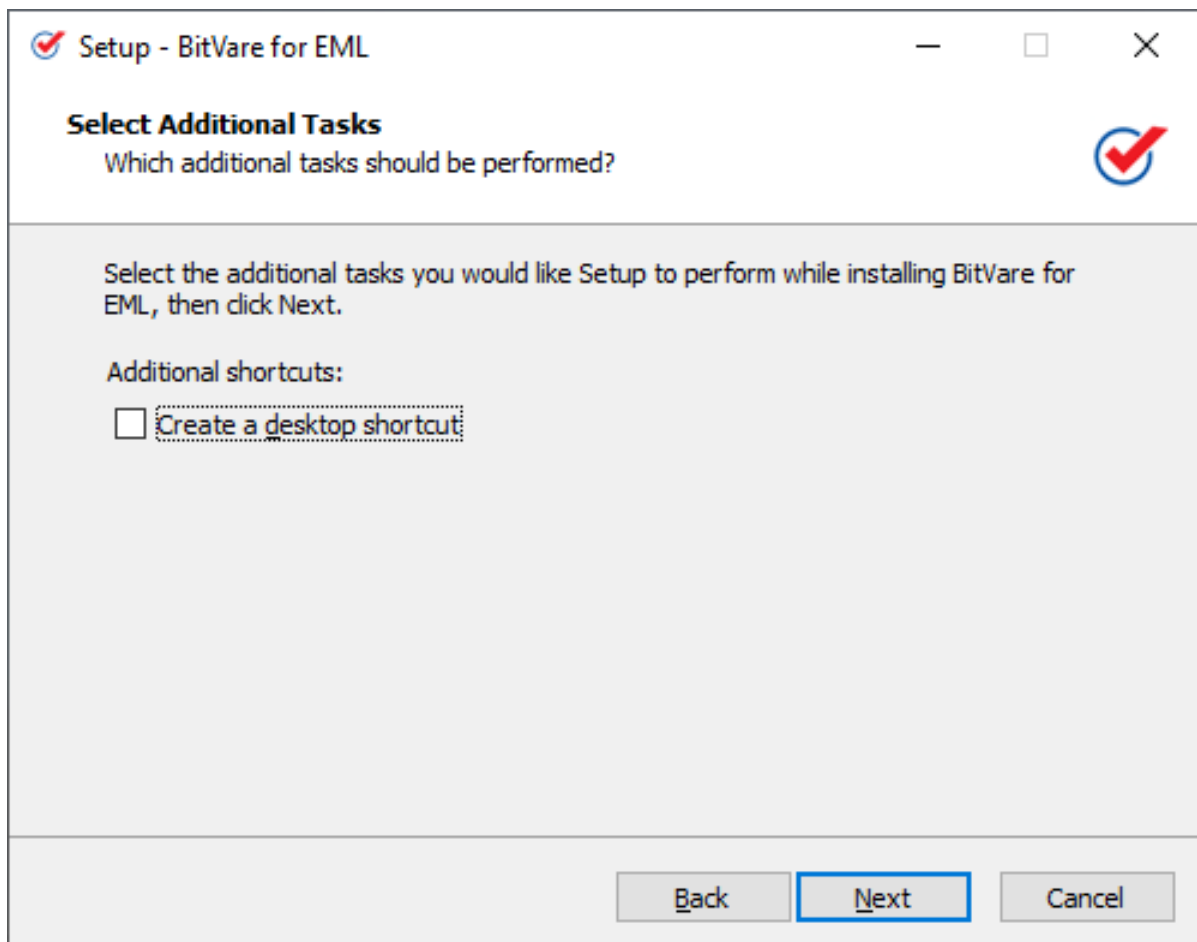 Setup - BitVare for EML
Select Additional Tasks
Which additional tasks should be performed?
Select the additional tasks you would like Setup to perform while installing BitVare for
EML, then click Next.
Additional shortcuts:
Create a desktop shortcut
Back
Next
Cancel